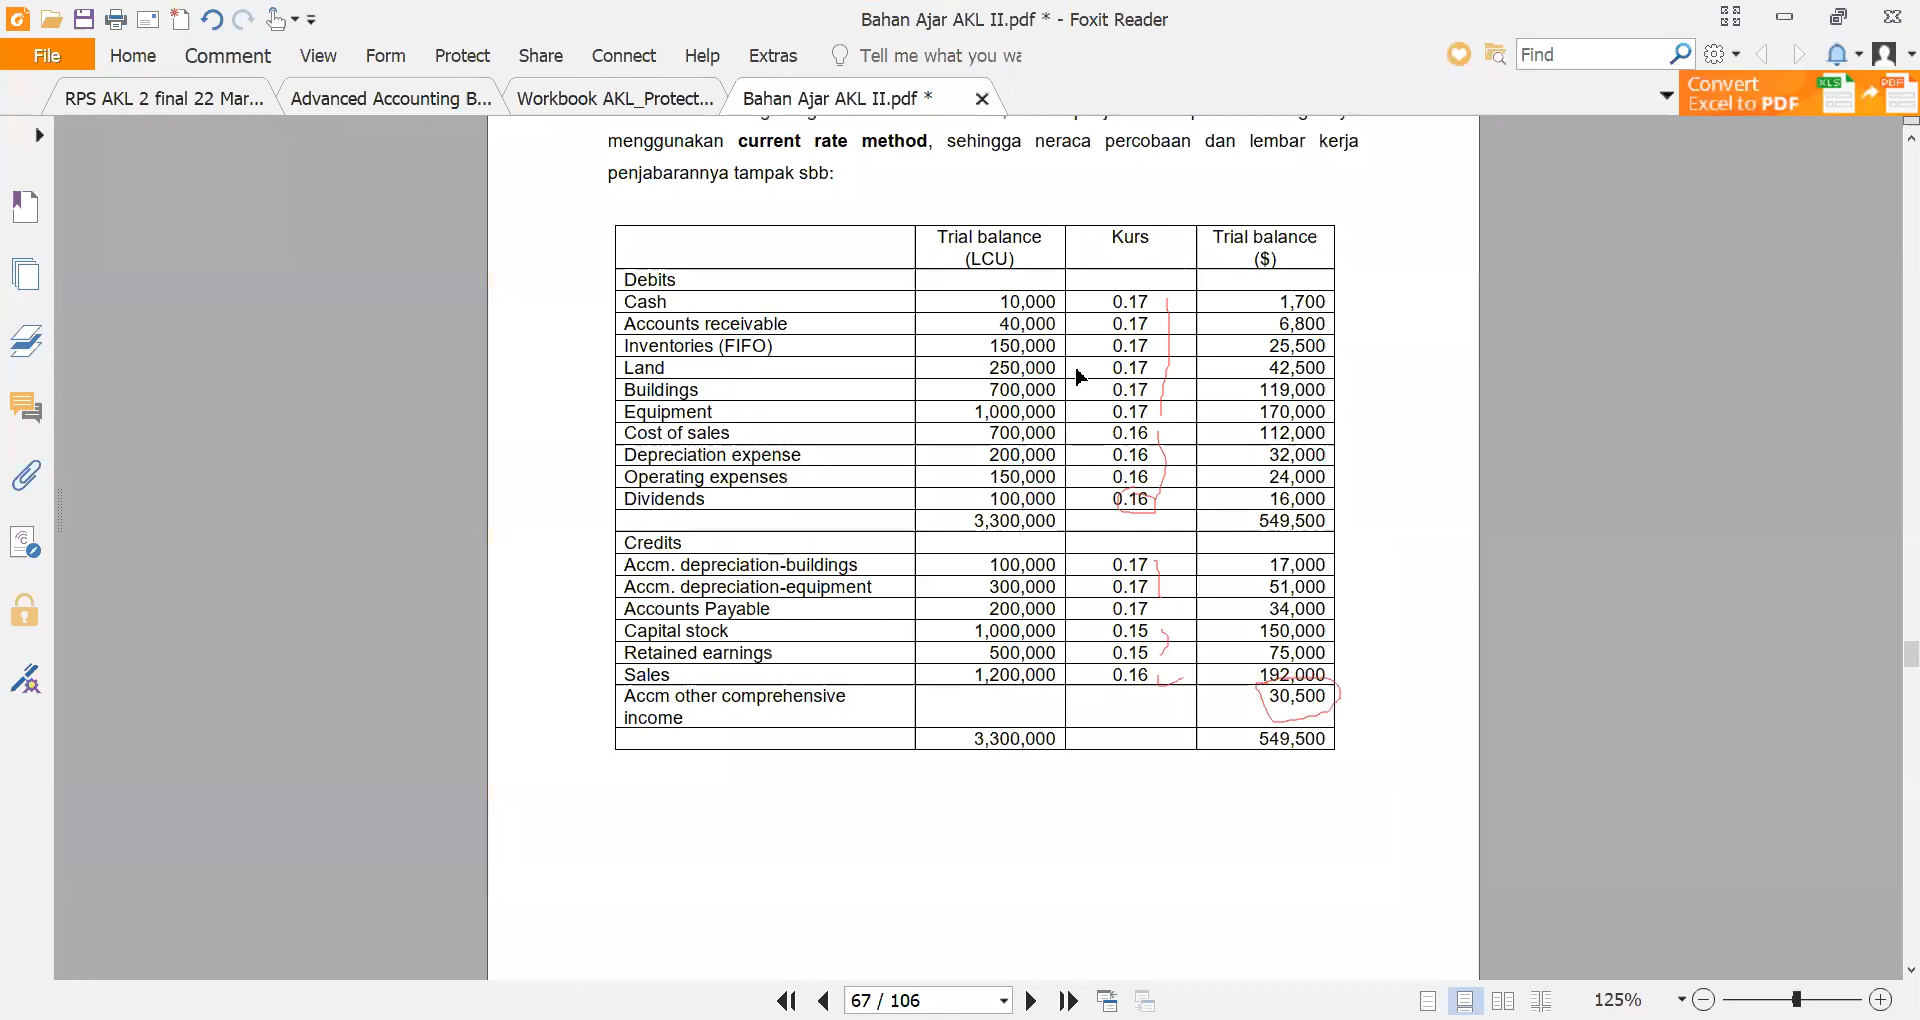 Bahan Ajar AKL II.pdf * - Foxit Reader
File Home Comment View Form Protect Share Connect Help Extras Tell me what you wa Find
RPS AKL 2 final 22 Mar... Advanced Accounting B... Workbook AKL_Protect... Bahan Ajar AKL II.pdf *
Convert
Excel to PDF
XLS PDF
menggunakan current rate method, sehingga neraca percobaan dan lembar kerja
penjabarannya tampak sbb:
Trial balance Kurs Trial balance
(LCU) ($)
Debits
Cash 10,000 0.17 1,700
Accounts receivable 40,000 0.17 6,800
Inventories (FIFO) 150,000 0.17 25,500
Land 250,000 0.17 42,500
Buildings 700,000 0.17 119,000
Equipment 1,000,000 0.17 170,000
Cost of sales 700,000 0.16 112,000
Depreciation expense 200,000 0.16 32,000
Operating expenses 150,000 0.16 24,000
Dividends 100,000 0.16 16,000
3,300,000 549,500
Credits
Accm. depreciation-buildings 100,000 0.17 17,000
Accm. depreciation-equipment 300,000 0.17 51,000
Accounts Payable 200,000 0.17 34,000
Capital stock 1,000,000 0.15 150,000
Retained earnings 500,000 0.15 75,000
Sales 1,200,000 0.16 192,000
Accm other comprehensive 30,500
income
3,300,000 549,500
67 / 106
125%